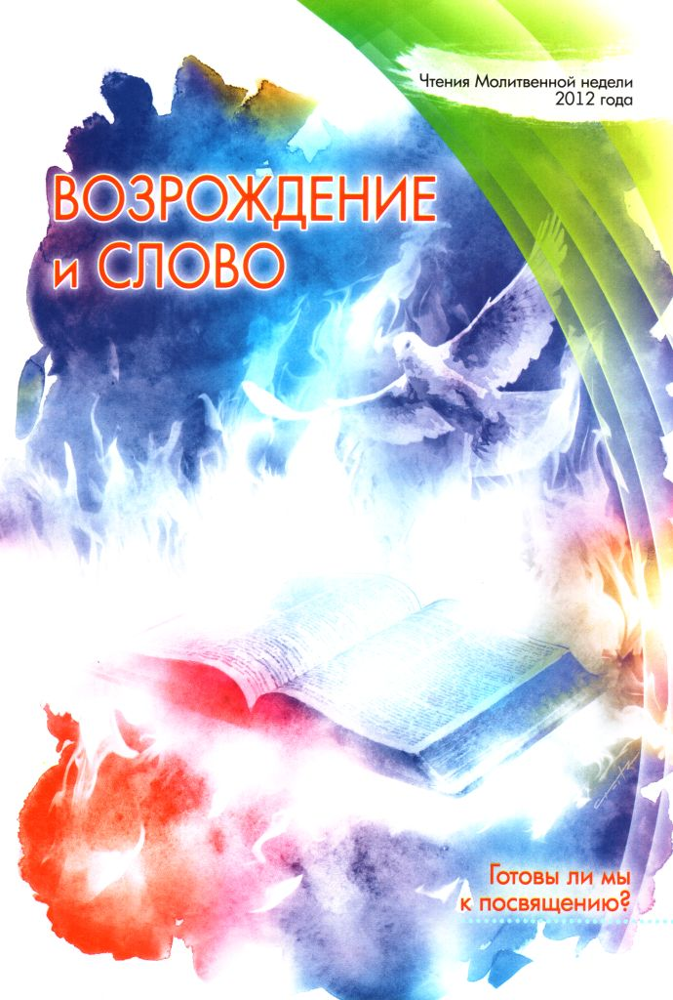 Чтения Молитвенной недели
2012 года
ВОЗРОЖДЕНИЕ
и СЛОВО
Готовы ли мы
к посвящению?